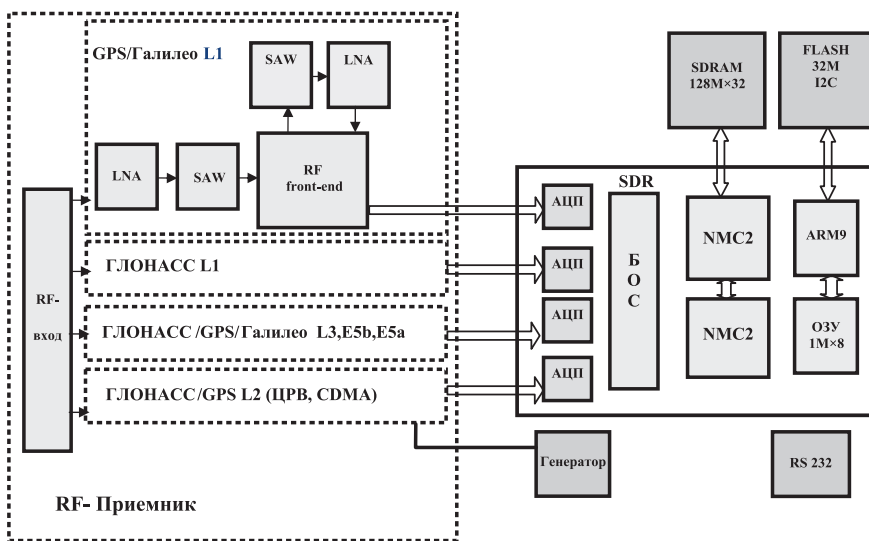 GPS/Галилео L1
SAW
LNA
LNA
SAW
RF
front-end
RF-
вход
ГЛОНАСС L1
ГЛОНАСС /GPS/ Галилео L3,E5b,E5a
ГЛОНАСС/GPS L2 (ЦРВ, CDMA)
RF- Приемник
SDRAM
128M×32
FLASH
32M
I2C
SDR
АЦП
АЦП
АЦП
АЦП
Б
О
С
NMC2
NMC2
ARM9
ОЗУ
1M×8
Генератор
RS 232